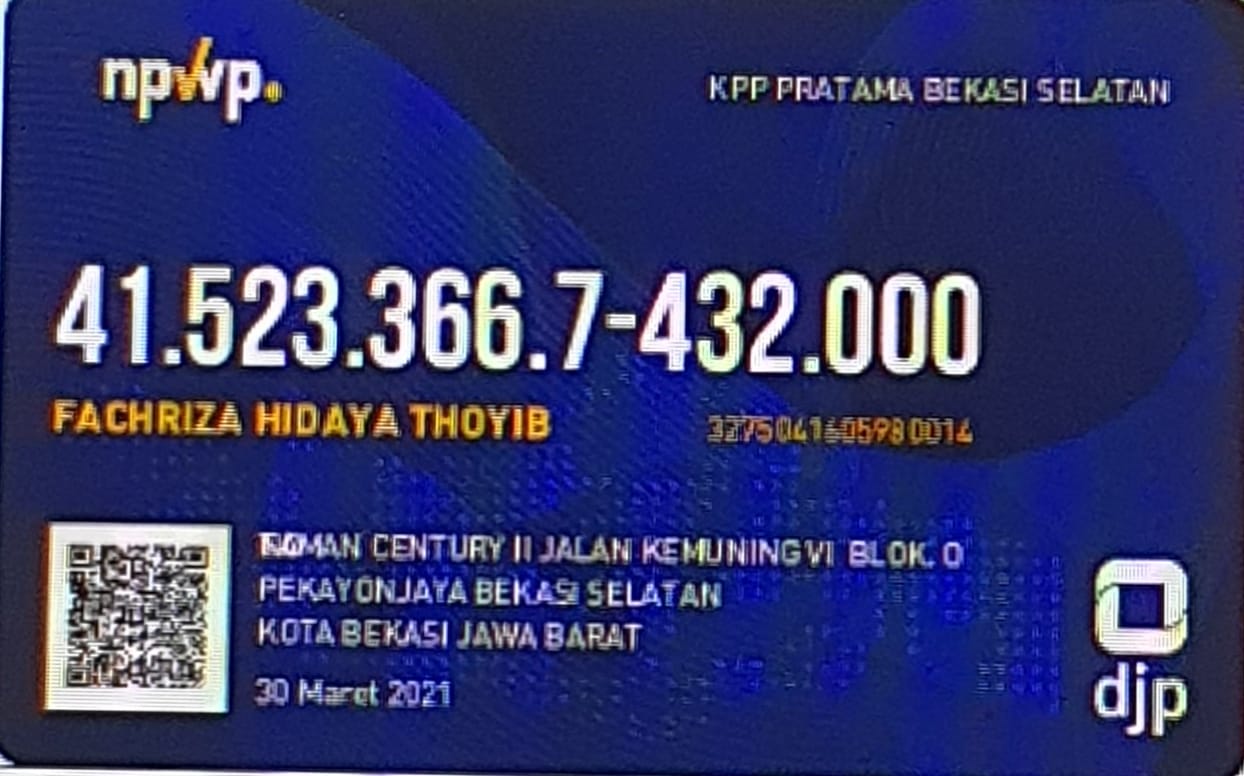 npwp.
KPP PRATAMA BEKASI SELATAN
41.523.366.7-432.000
FACHRIZA HIDAYA THOYIB
3275041605980014
CENTURY II JALAN KEMUNING VI BLOK. O
PEKAYONJAYA BEKASI SELATAN
KOTA BEKASI JAWA BARAT
30 Maret 2021
djp